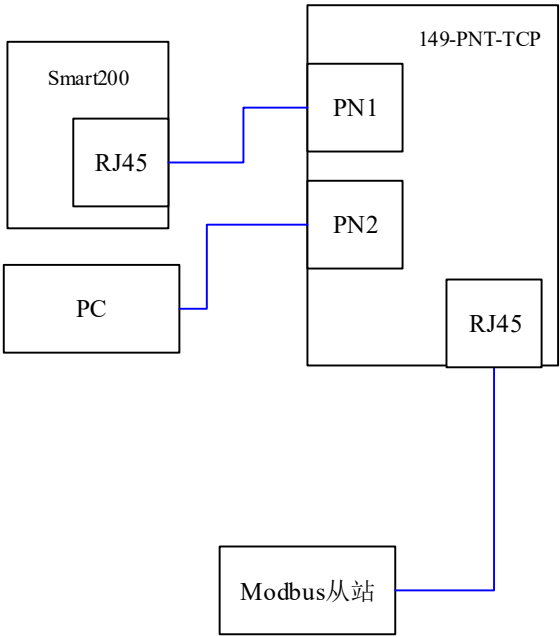 149-PNT-TCP
Smart200
PN1
RJ45
PN2
PC
RJ45
Modbus从站